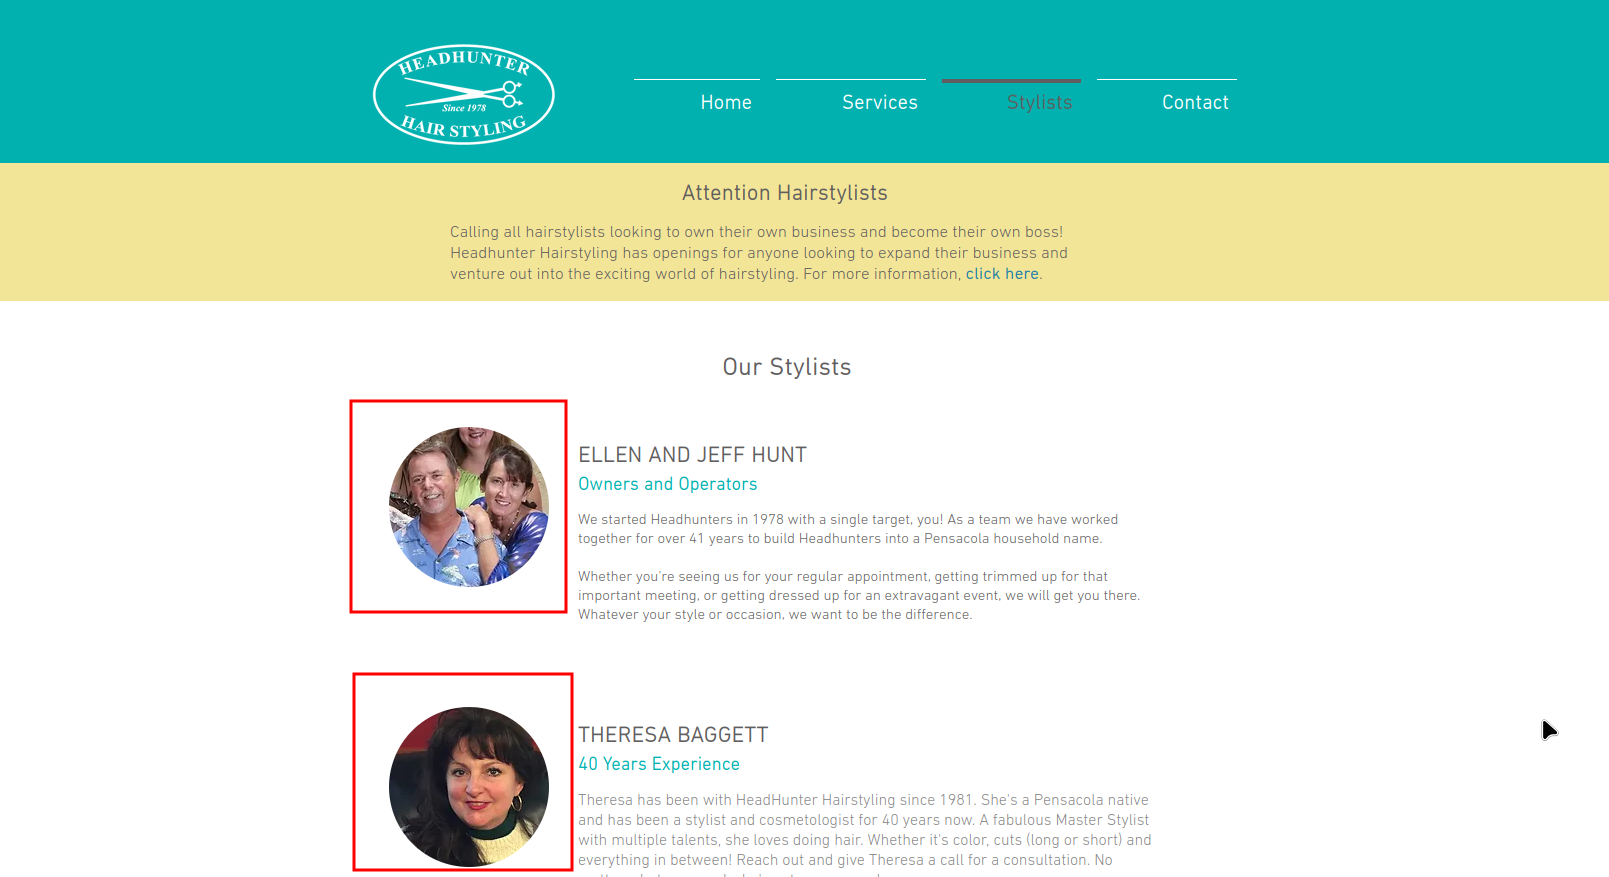 HEADHUNTER
Since 1978
HAIR STYLING
Home
Services
Stylists
Contact
Attention Hairstylists
Calling all hairstylists looking to own their own business and become their own boss!
Headhunter Hairstyling has openings for anyone looking to expand their business and
venture out into the exciting world of hairstyling. For more information, click here.
Our Stylists
ELLEN AND JEFF HUNT
Owners and Operators
We started Headhunters in 1978 with a single target, you! As a team we have worked
together for over 41 years to build Headhunters into a Pensacola household name.
Whether you're seeing us for your regular appointment, getting trimmed up for that
important meeting, or getting dressed up for an extravagant event, we will get you there.
Whatever your style or occasion, we want to be the difference.
THERESA BAGGETT
40 Years Experience
Theresa has been with HeadHunter Hairstyling since 1981. She's a Pensacola native
and has been a stylist and cosmetologist for 40 years now. A fabulous Master Stylist
with multiple talents, she loves doing hair. Whether it's color, cuts (long or short) and
everything in between! Reach out and give Theresa a call for a consultation. No